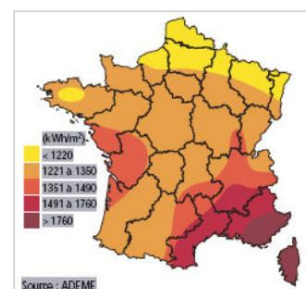 (kWh/m²)
< 1220
1221 à 1350
1351 à 1490
1491 à 1760
> 1760
Source : ADEME